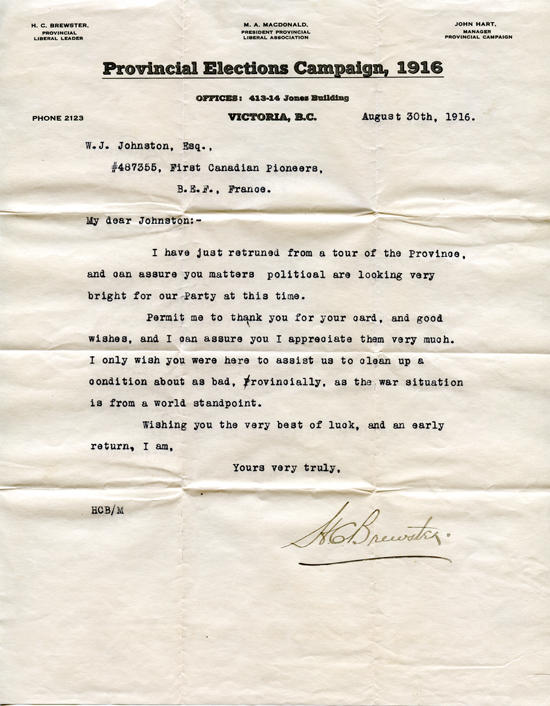 H. C. BREWSTER,
PROVINCIAL
LIBERAL LEADER
M. A. MACDONALD,
PRESIDENT PROVINCIAL
LIBERAL ASSOCIATION
JOHN HART,
MANAGER
PROVINCIAL CAMPAIGN
Provincial Elections Campaign, 1916
OFFICES: 413-14 Jones Building
PHONE 2123
VICTORIA, B.C.
August 30th, 1916.
W.J. Johnston, Esq.,
#487355, First Canadian Pioneers,
B.E.F., France.
My dear Johnston:-
I have just retruned from a tour of the Province,
and can assure you matters political are looking very
bright for our Party at this time.
Permit me to thank you for your card, and good
wishes, and I can assure you I appreciate them very much.
I only wish you were here to assist us to clean up a
condition about as bad, Provincially, as the war situation
is from a world standpoint.
Wishing you the very best of luck, and an early
return, I am,
Yours very truly,
HCB/M
H.C. Brewster.